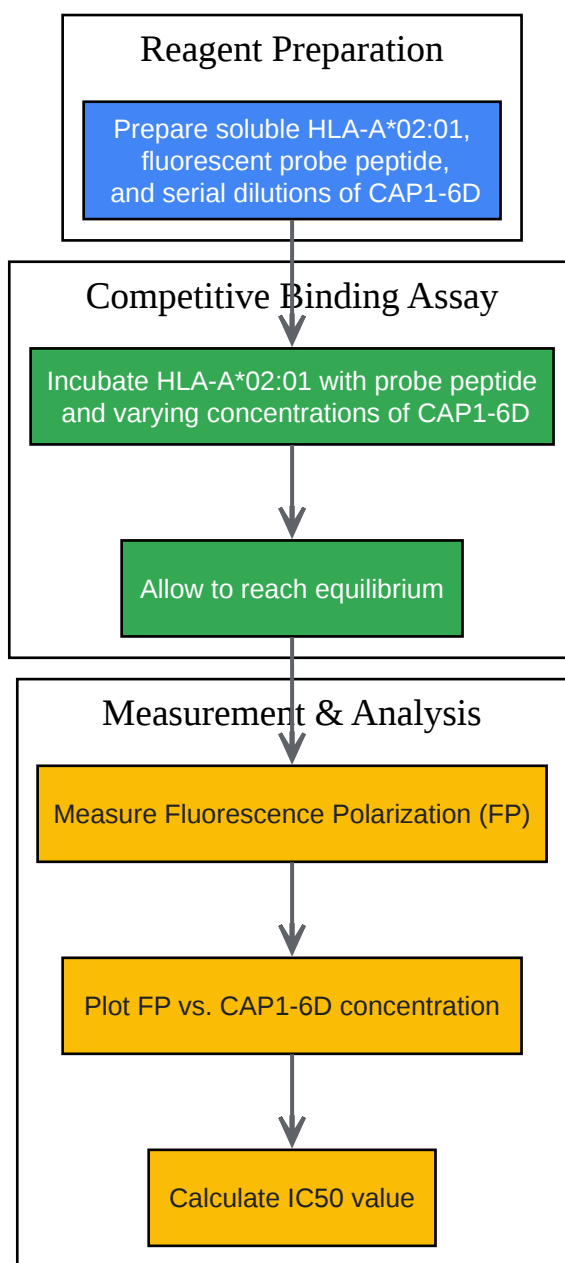 Reagent Preparation
Prepare soluble HLA-A*02:01,
fluorescent probe peptide,
and serial dilutions of CAP1-6D
Competitive Binding Assay
Incubate HLA-A*02:01 with probe peptide
and varying concentrations of CAP1-6D
Allow to reach equilibrium
Measurement & Analysis
Measure Fluorescence Polarization (FP)
Plot FP vs. CAP1-6D concentration
Calculate IC50 value